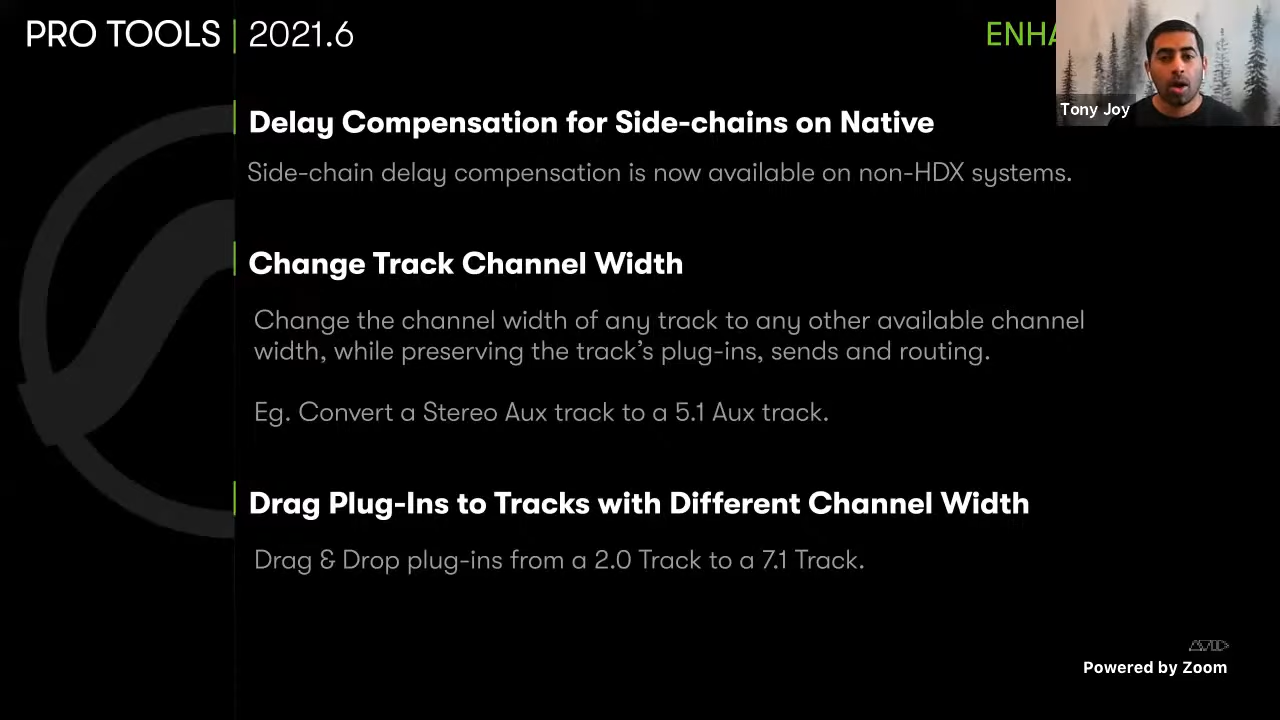 PRO TOOLS | 2021.6
Tony Joy
Delay Compensation for Side-chains on Native
Side-chain delay compensation is now available on non-HDX systems.
Change Track Channel Width
Change the channel width of any track to any other available channel
width, while preserving the track's plug-ins, sends and routing.
Eg. Convert a Stereo Aux track to a 5.1 Aux track.
Drag Plug-Ins to Tracks with Different Channel Width
Drag & Drop plug-ins from a 2.0 Track to a 7.1 Track.
AVID
Powered by Zoom